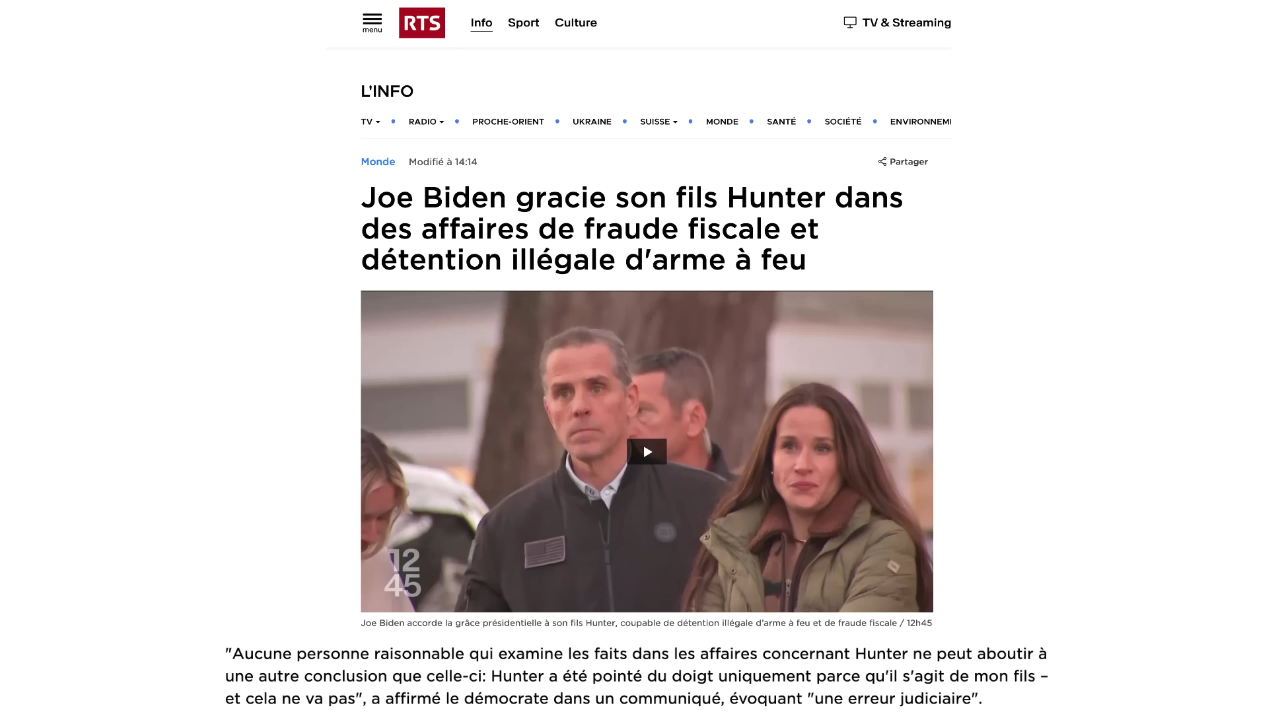 menu
RTS
Info Sport Culture
TV & Streaming
L'INFO
TV • RADIO • PROCHE-ORIENT • UKRAINE • SUISSE • MONDE • SANTÉ • SOCIÉTÉ • ENVIRONNEM
Monde Modifié à 14:14
Partager
Joe Biden gracie son fils Hunter dans
des affaires de fraude fiscale et
détention illégale d'arme à feu
12
45
Joe Biden accorde la grâce présidentielle à son fils Hunter, coupable de détention illégale d'arme à feu et de fraude fiscale / 12h45
"Aucune personne raisonnable qui examine les faits dans les affaires concernant Hunter ne peut aboutir à
une autre conclusion que celle-ci: Hunter a été pointé du doigt uniquement parce qu'il s'agit de mon fils –
et cela ne va pas", a affirmé le démocrate dans un communiqué, évoquant "une erreur judiciaire".